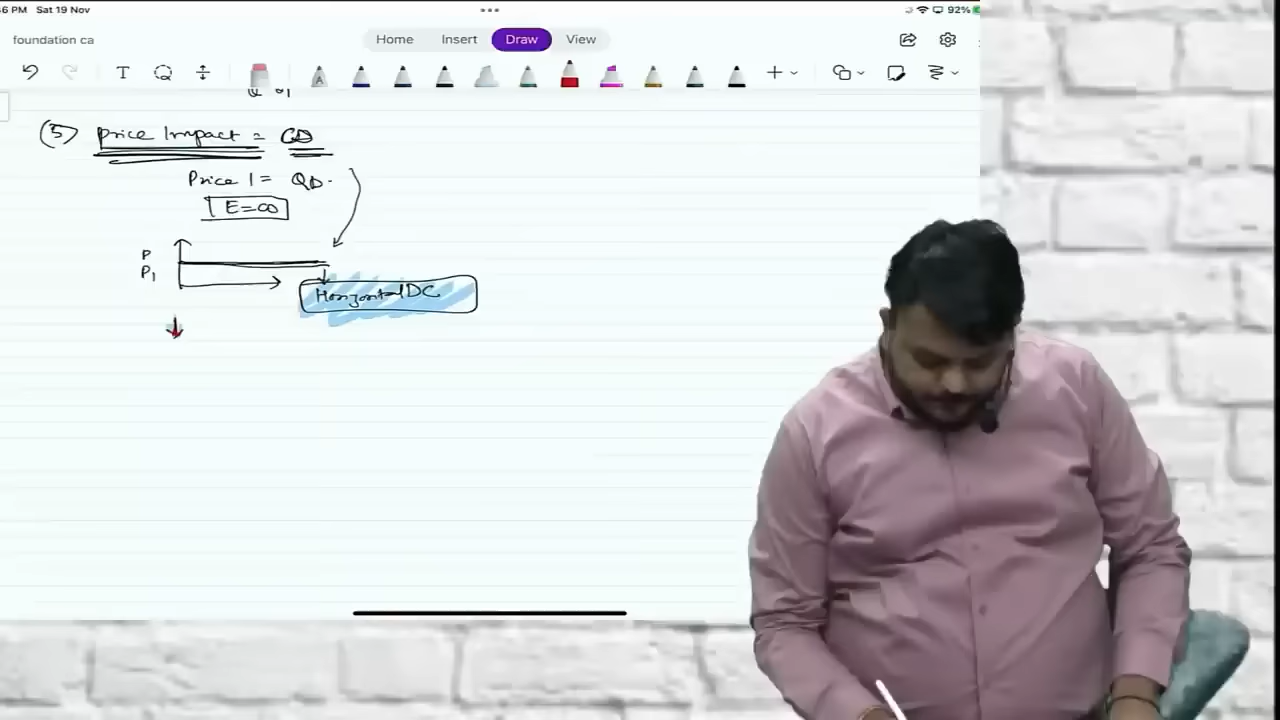 6 PM Sat 19 Nov
92%
foundation ca
Home Insert Draw View
(5) Price Impact = QD
Price 1 = QD.
E=∞
P
P1
Horizontal DC